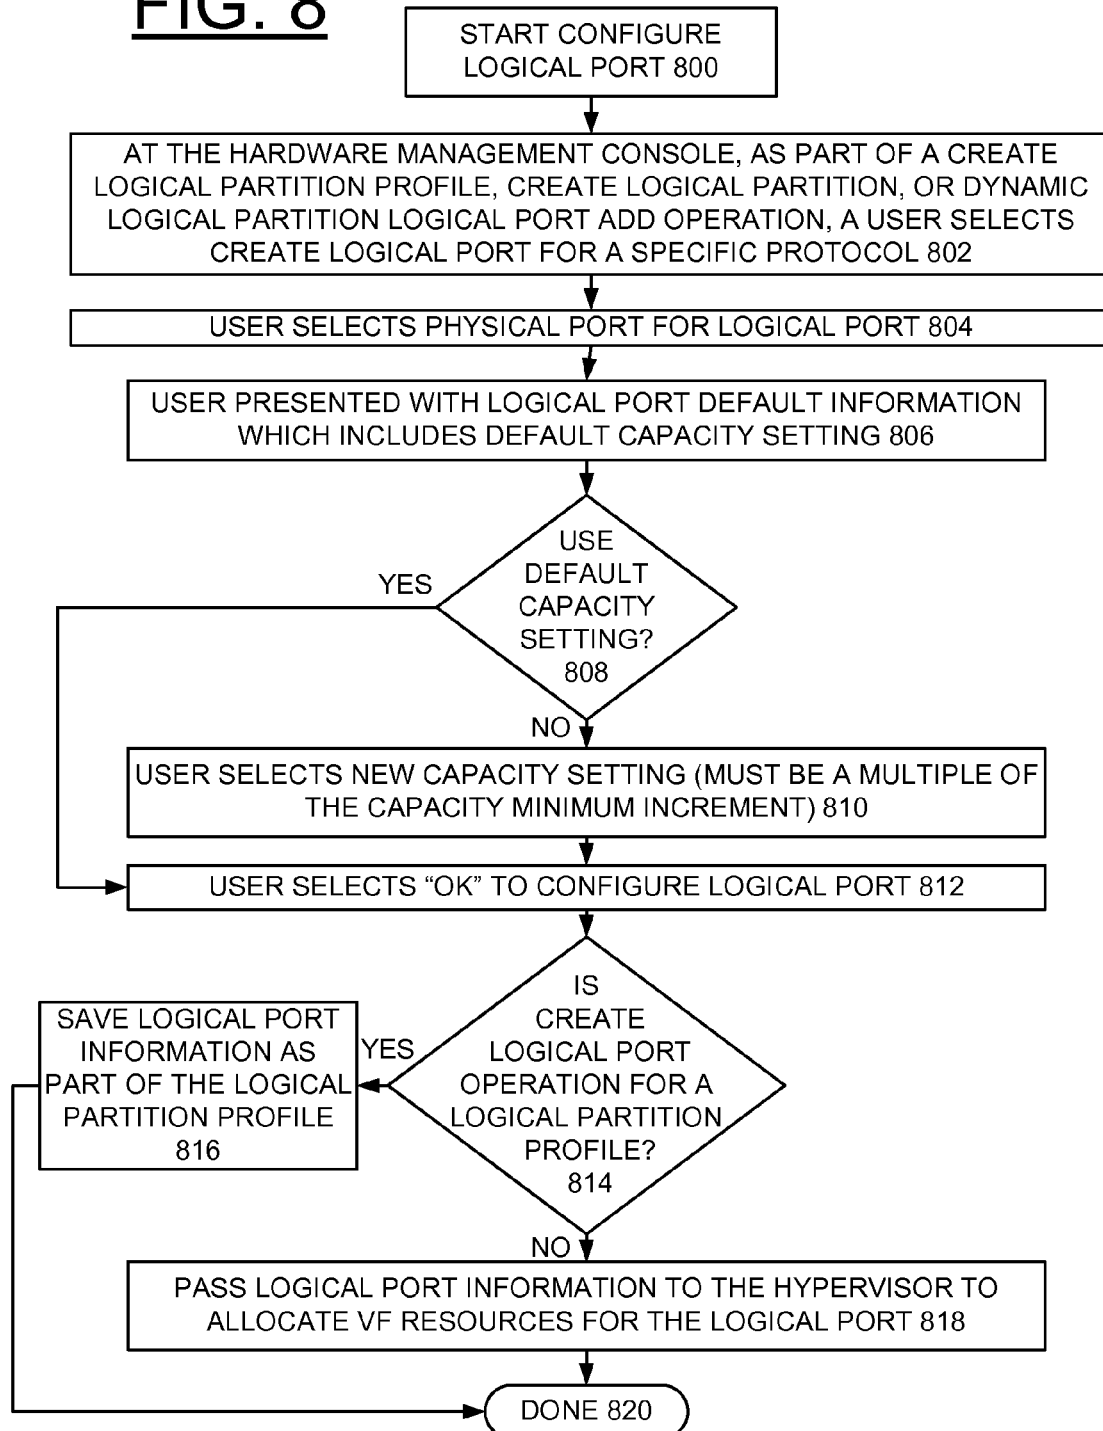 FIG. 8
START CONFIGURE
LOGICAL PORT 800
AT THE HARDWARE MANAGEMENT CONSOLE, AS PART OF A CREATE
LOGICAL PARTITION PROFILE, CREATE LOGICAL PARTITION, OR DYNAMIC
LOGICAL PARTITION LOGICAL PORT ADD OPERATION, A USER SELECTS
CREATE LOGICAL PORT FOR A SPECIFIC PROTOCOL 802
USER SELECTS PHYSICAL PORT FOR LOGICAL PORT 804
USER PRESENTED WITH LOGICAL PORT DEFAULT INFORMATION
WHICH INCLUDES DEFAULT CAPACITY SETTING 806
USE
DEFAULT
CAPACITY
SETTING?
808
YES
NO
USER SELECTS NEW CAPACITY SETTING (MUST BE A MULTIPLE OF
THE CAPACITY MINIMUM INCREMENT) 810
USER SELECTS “OK” TO CONFIGURE LOGICAL PORT 812
IS
CREATE
LOGICAL PORT
OPERATION FOR A
LOGICAL PARTITION
PROFILE?
814
YES
SAVE LOGICAL PORT
INFORMATION AS
PART OF THE LOGICAL
PARTITION PROFILE
816
NO
PASS LOGICAL PORT INFORMATION TO THE HYPERVISOR TO
ALLOCATE VF RESOURCES FOR THE LOGICAL PORT 818
DONE 820